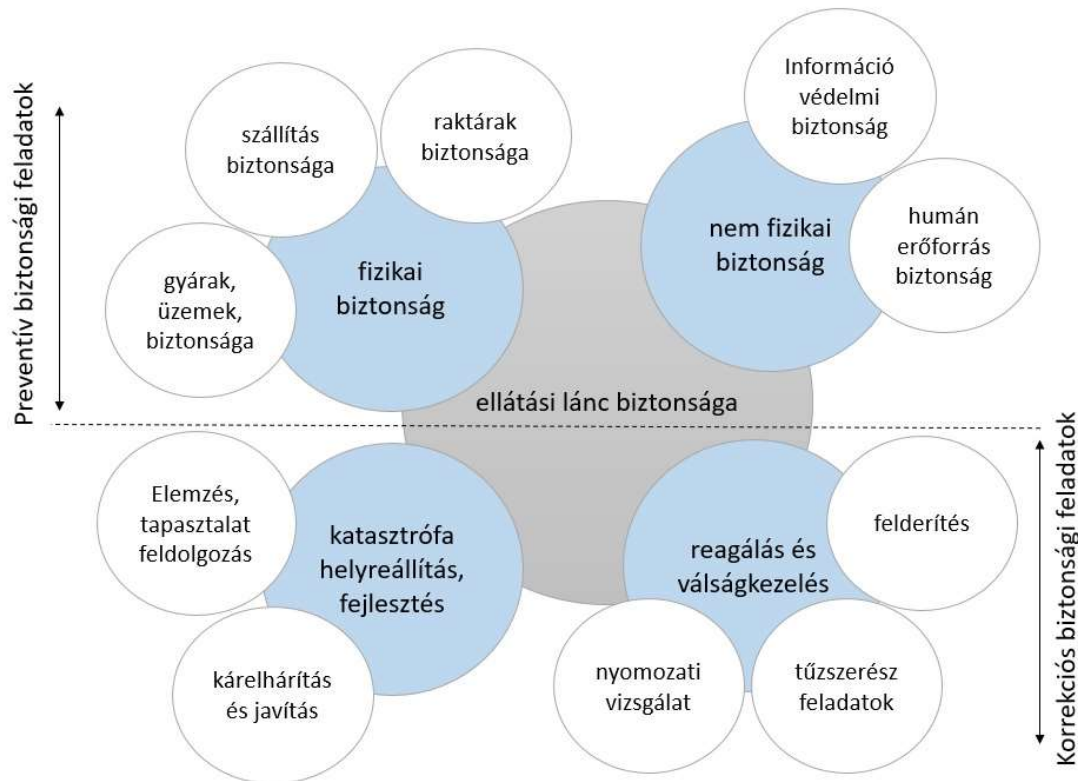 Preventív biztonsági feladatok
szállítás
biztonsága
raktárak
biztonsága
gyárak,
üzemek,
biztonsága
fizikai
biztonság
Információ
védelmi
biztonság
humán
erőforrás
biztonság
nem fizikai
biztonság
ellátási lánc biztonsága
Elemzés,
tapasztalat
feldolgozás
katasztrófa
helyreállítás,
fejlesztés
kárelhárítás
és javítás
reagálás és
válságkezelés
felderítés
nyomozati
vizsgálat
tűzszerész
feladatok
Korrekciós biztonsági feladatok